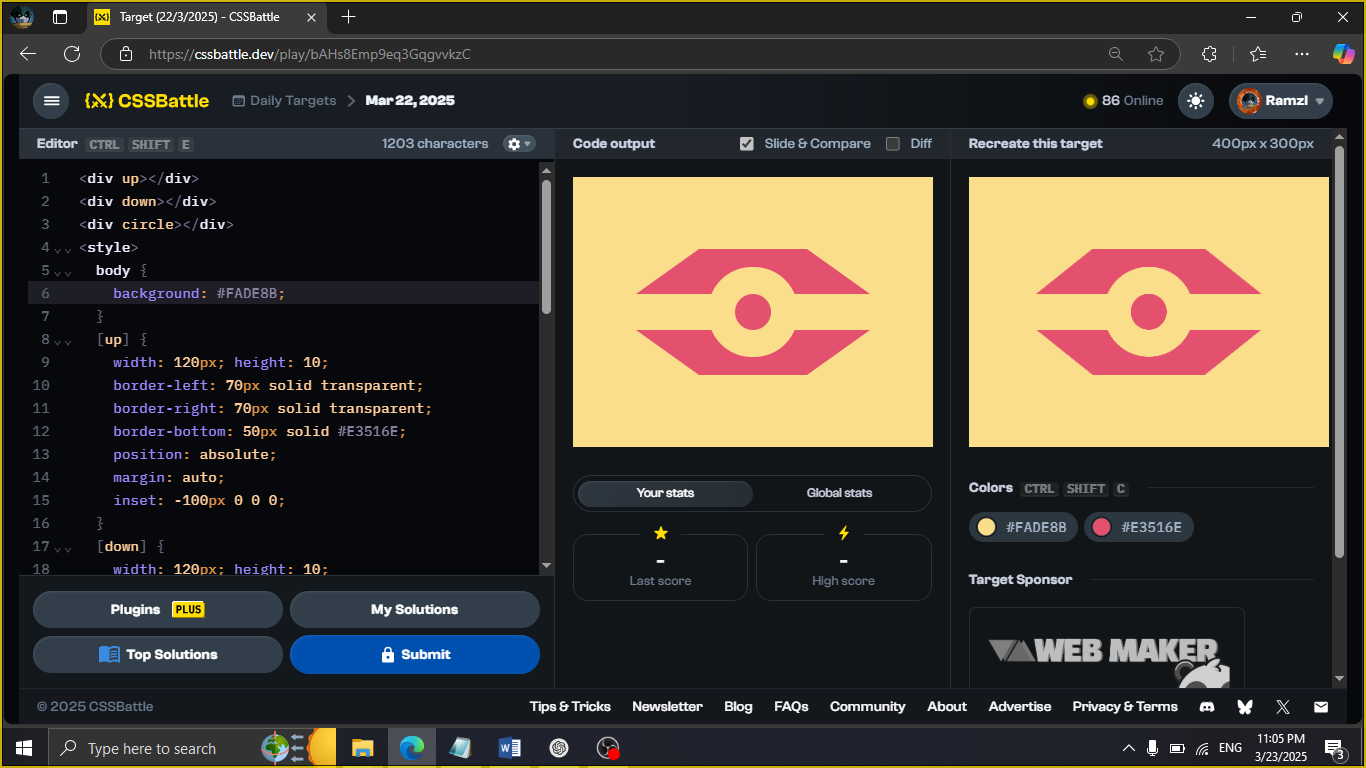 Target (22/3/2025) - CSSBattle
https://cssbattle.dev/play/bAHs8Emp9eq3GqgvvkzC
{X} CSSBattle
Daily Targets
Mar 22, 2025
86 Online
Ramzl
Editor CTRL SHIFT E
1203 characters
1 <div up></div>
2 <div down></div>
3 <div circle></div>
4 <style>
5 body {
6 background: #FADE8B;
7 }
8 [up] {
9 width: 120px; height: 10;
10 border-left: 70px solid transparent;
11 border-right: 70px solid transparent;
12 border-bottom: 50px solid #E3516E;
13 position: absolute;
14 margin: auto;
15 inset: -100px 0 0 0;
16 }
17 [down] {
18 width: 120px; height: 10;
Plugins PLUS
My Solutions
Top Solutions
Submit
Code output
Slide & Compare
Diff
Your stats
Global stats
-
Last score
-
High score
Recreate this target
400px x 300px
Colors CTRL SHIFT C
#FADE8B
#E3516E
Target Sponsor
WEB MAKER
© 2025 CSSBattle
Tips & Tricks
Newsletter
Blog
FAQs
Community
About
Advertise
Privacy & Terms
Type here to search
ENG
11:05 PM
3/23/2025
3